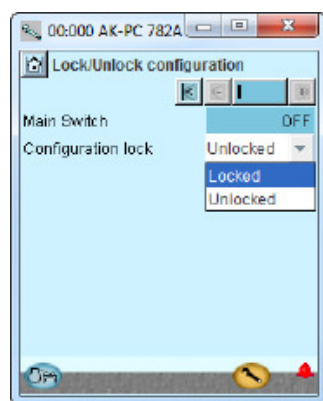 00:000 AK-PC 782A
Lock/Unlock configuration
Main Switch OFF
Configuration lock Unlocked
Locked
Unlocked